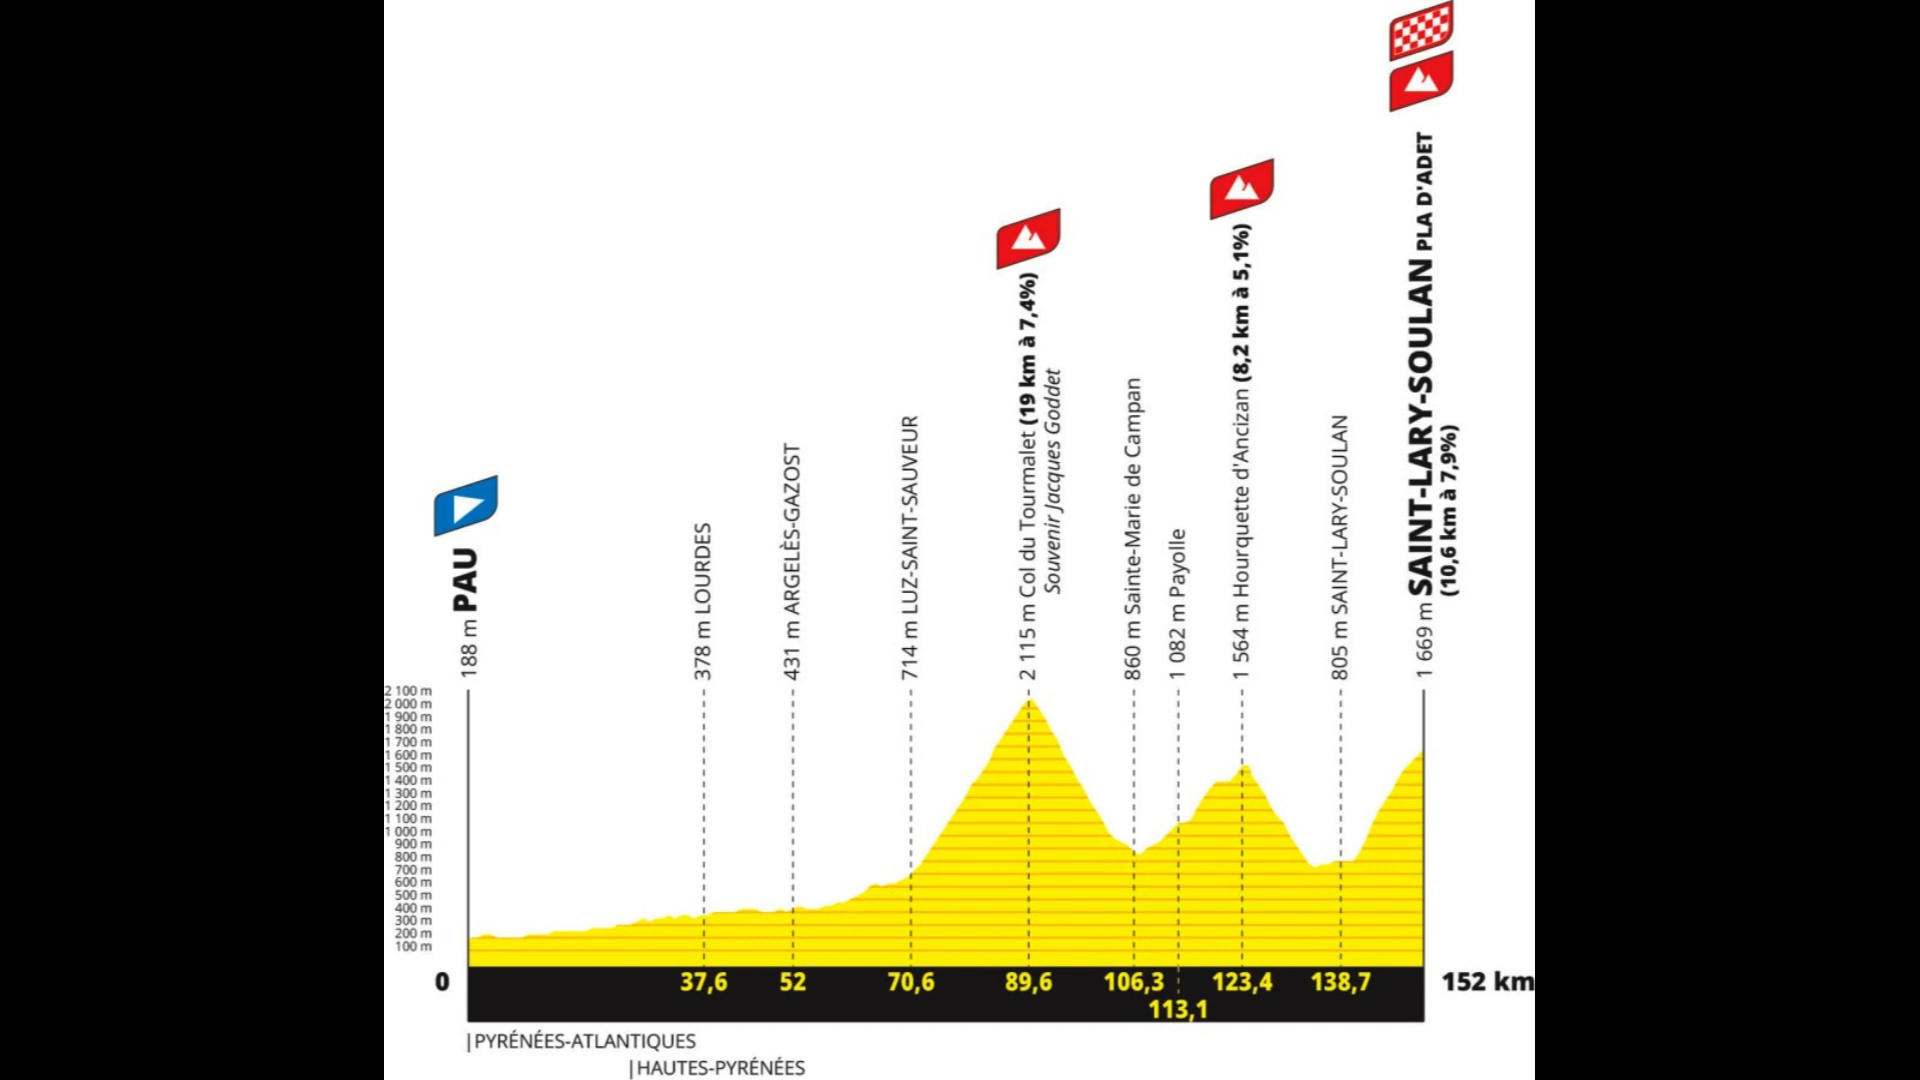 188 m PAU
378 m LOURDES
431 m ARGELÈS-GAZOST
714 m LUZ-SAINT-SAUVEUR
2 115 m Col du Tourmalet (19 km à 7,4%)
Souvenir Jacques Goddet
860 m Sainte-Marie de Campan
1 082 m Payolle
1 564 m Hourquette d'Ancizan (8,2 km à 5,1%)
805 m SAINT-LARY-SOULAN
1 669 m SAINT-LARY-SOULAN PLA D'ADET
(10,6 km à 7,9%)
2 100 m
2 000 m
1 900 m
1 800 m
1 700 m
1 600 m
1 500 m
1 400 m
1 300 m
1 200 m
1 100 m
1 000 m
900 m
800 m
700 m
600 m
500 m
400 m
300 m
200 m
100 m
0 37,6 52 70,6 89,6 106,3 123,4 138,7 152 km
113,1
|PYRÉNÉES-ATLANTIQUES
|HAUTES-PYRÉNÉES